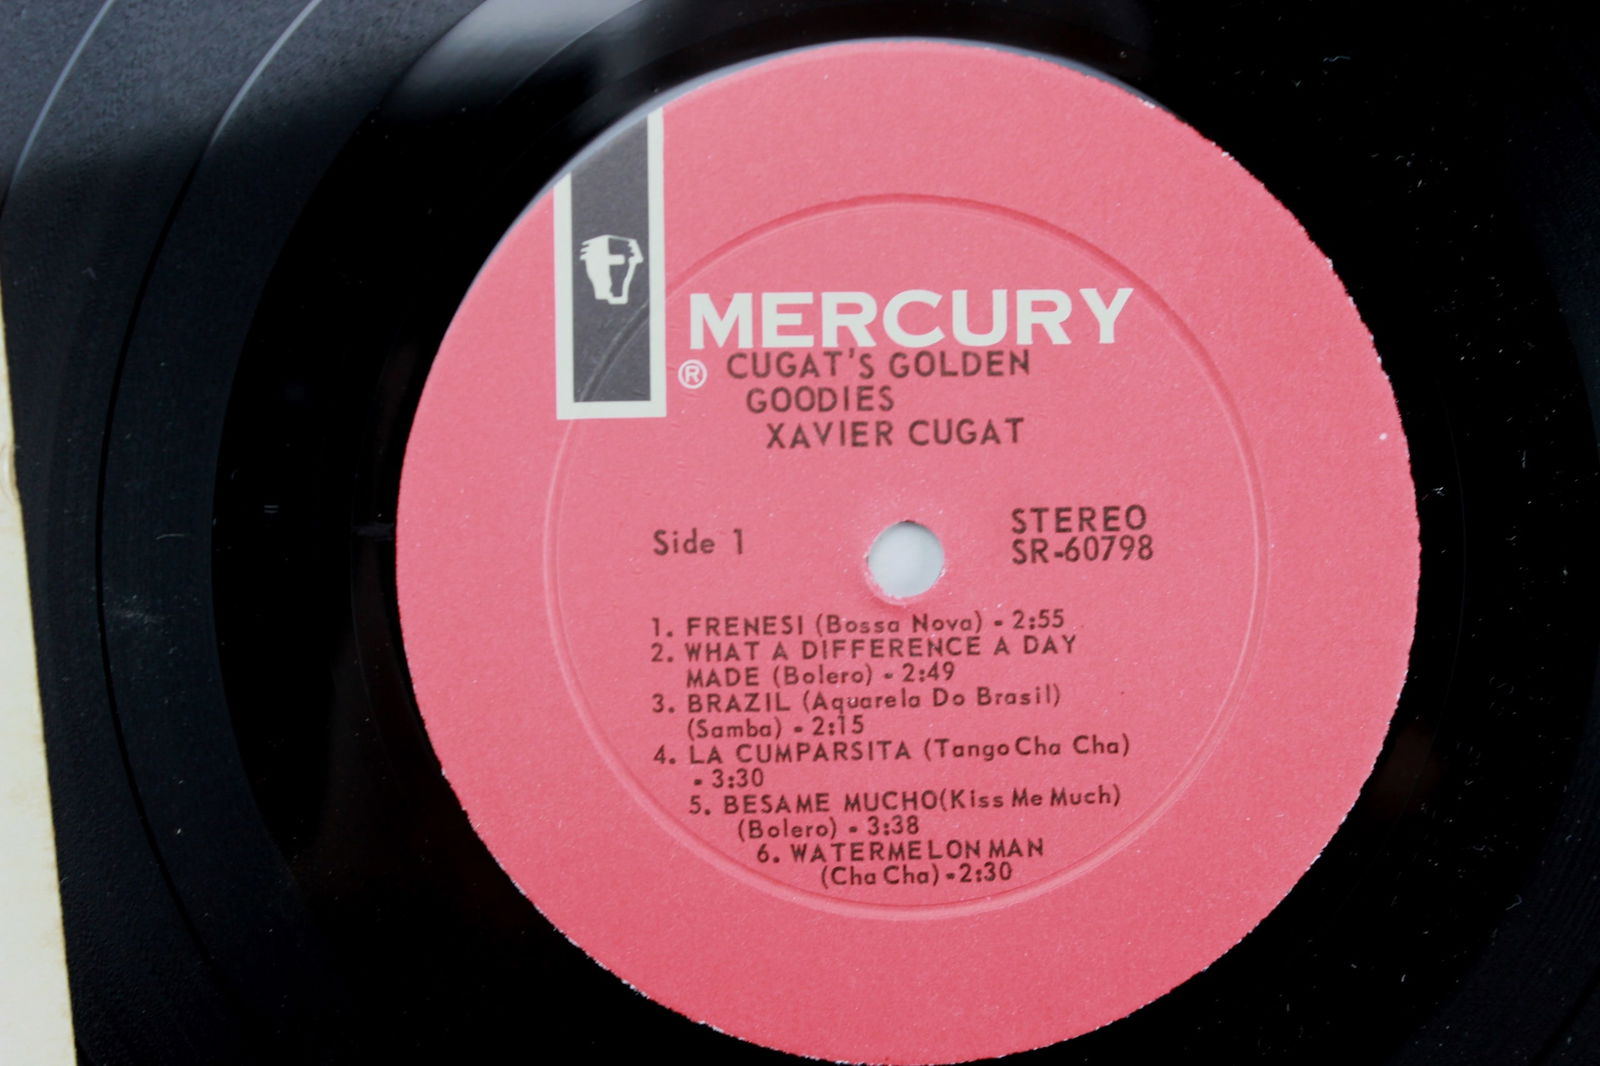 MERCURY
® CUGAT'S GOLDEN
GOODIES
XAVIER CUGAT
Side 1
STEREO
SR-60798
1. FRENESI (Bossa Nova) - 2:55
2. WHAT A DIFFERENCE A DAY
MADE (Bolero) - 2:49
3. BRAZIL (Aquarela Do Brasil)
(Samba) - 2:15
4. LA CUMPARSITA (Tango Cha Cha)
- 3:30
5. BESAME MUCHO(Kiss Me Much)
(Bolero) - 3:38
6. WATERMELON MAN
(Cha Cha) - 2:30